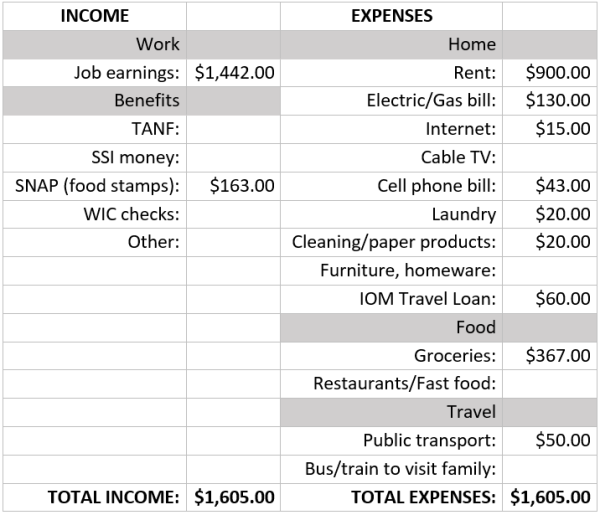 INCOME EXPENSES
Work Home
Job earnings: $1,442.00 Rent: $900.00
Benefits Electric/Gas bill: $130.00
TANF: Internet: $15.00
SSI money: Cable TV:
SNAP (food stamps): $163.00 Cell phone bill: $43.00
WIC checks: Laundry $20.00
Other: Cleaning/paper products: $20.00
Furniture, homeware:
IOM Travel Loan: $60.00
Food
Groceries: $367.00
Restaurants/Fast food:
Travel
Public transport: $50.00
Bus/train to visit family:
TOTAL INCOME: $1,605.00 TOTAL EXPENSES: $1,605.00